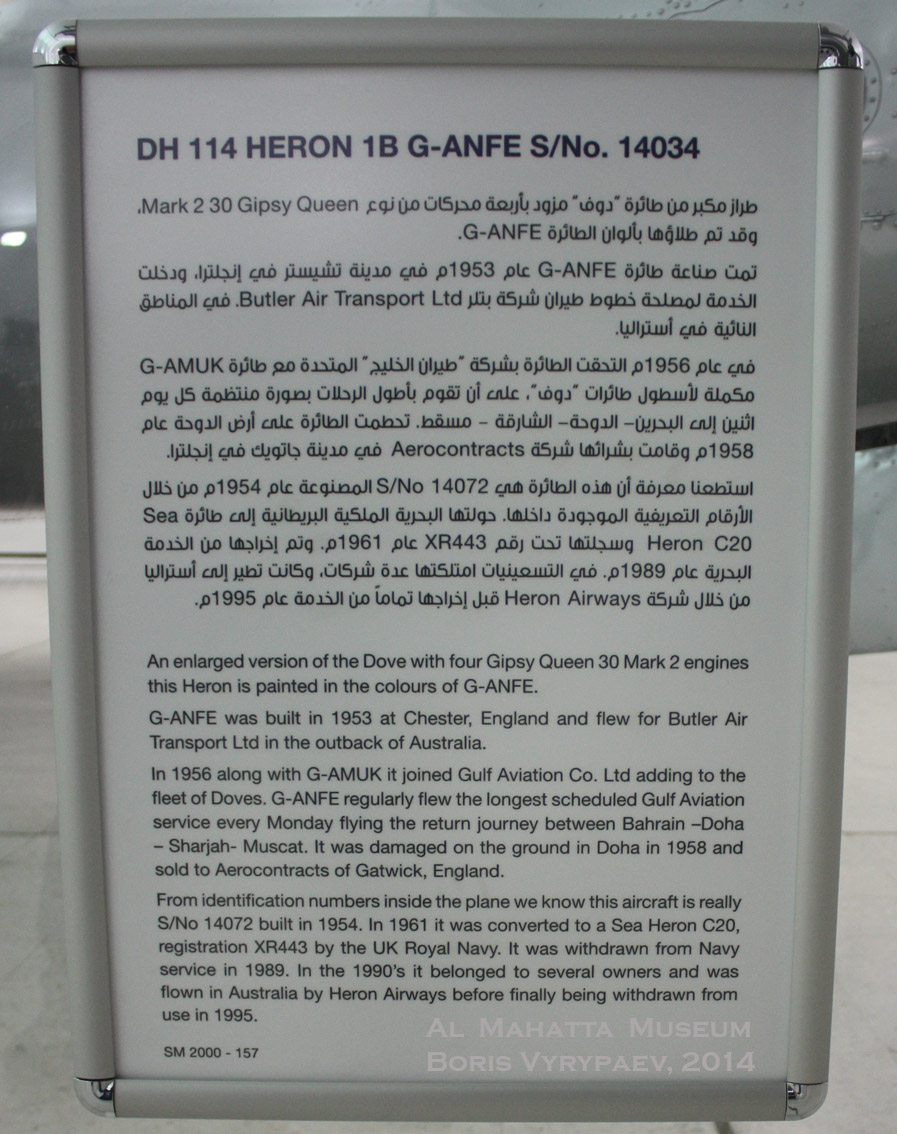 DH 114 HERON 1B G-ANFE S/No. 14034
طراز مكبر من طائرة "دوف" مزود بأربعة محركات من نوع Mark 2 30 Gipsy Queen،
وقد تم طلاؤها بألوان الطائرة G-ANFE.
تمت صناعة طائرة G-ANFE عام 1953م في مدينة تشيستر في إنجلترا، ودخلت
الخدمة لمصلحة خطوط طيران شركة بتلر Butler Air Transport Ltd. في المناطق
النائية في أستراليا.
في عام 1956م التحقت الطائرة بشركة "طيران الخليج" المتحدة مع طائرة G-AMUK
مكملة لأسطول طائرات "دوف"، على أن تقوم بأطول الرحلات بصورة منتظمة كل يوم
اثنين إلى البحرين– الدوحة– الشارقة – مسقط. تحطمت الطائرة على أرض الدوحة عام
1958م وقامت بشرائها شركة Aerocontracts في مدينة جاتويك في إنجلترا.
استطعنا معرفة أن هذه الطائرة هي S/No 14072 المصنوعة عام 1954م من خلال
الأرقام التعريفية الموجودة داخلها. حولتها البحرية الملكية البريطانية إلى طائرة Sea
Heron C20 وسجلتها تحت رقم XR443 عام 1961م. وتم إخراجها من الخدمة
البحرية عام 1989م. في التسعينيات امتلكتها عدة شركات، وكانت تطير إلى أستراليا
من خلال شركة Heron Airways قبل إخراجها تماماً من الخدمة عام 1995م.
An enlarged version of the Dove with four Gipsy Queen 30 Mark 2 engines
this Heron is painted in the colours of G-ANFE.
G-ANFE was built in 1953 at Chester, England and flew for Butler Air
Transport Ltd in the outback of Australia.
In 1956 along with G-AMUK it joined Gulf Aviation Co. Ltd adding to the
fleet of Doves. G-ANFE regularly flew the longest scheduled Gulf Aviation
service every Monday flying the return journey between Bahrain –Doha
– Sharjah- Muscat. It was damaged on the ground in Doha in 1958 and
sold to Aerocontracts of Gatwick, England.
From identification numbers inside the plane we know this aircraft is really
S/No 14072 built in 1954. In 1961 it was converted to a Sea Heron C20,
registration XR443 by the UK Royal Navy. It was withdrawn from Navy
service in 1989. In the 1990's it belonged to several owners and was
flown in Australia by Heron Airways before finally being withdrawn from
use in 1995.
SM 2000 - 157
Al Mahatta Museum
Boris Vyrypaev, 2014